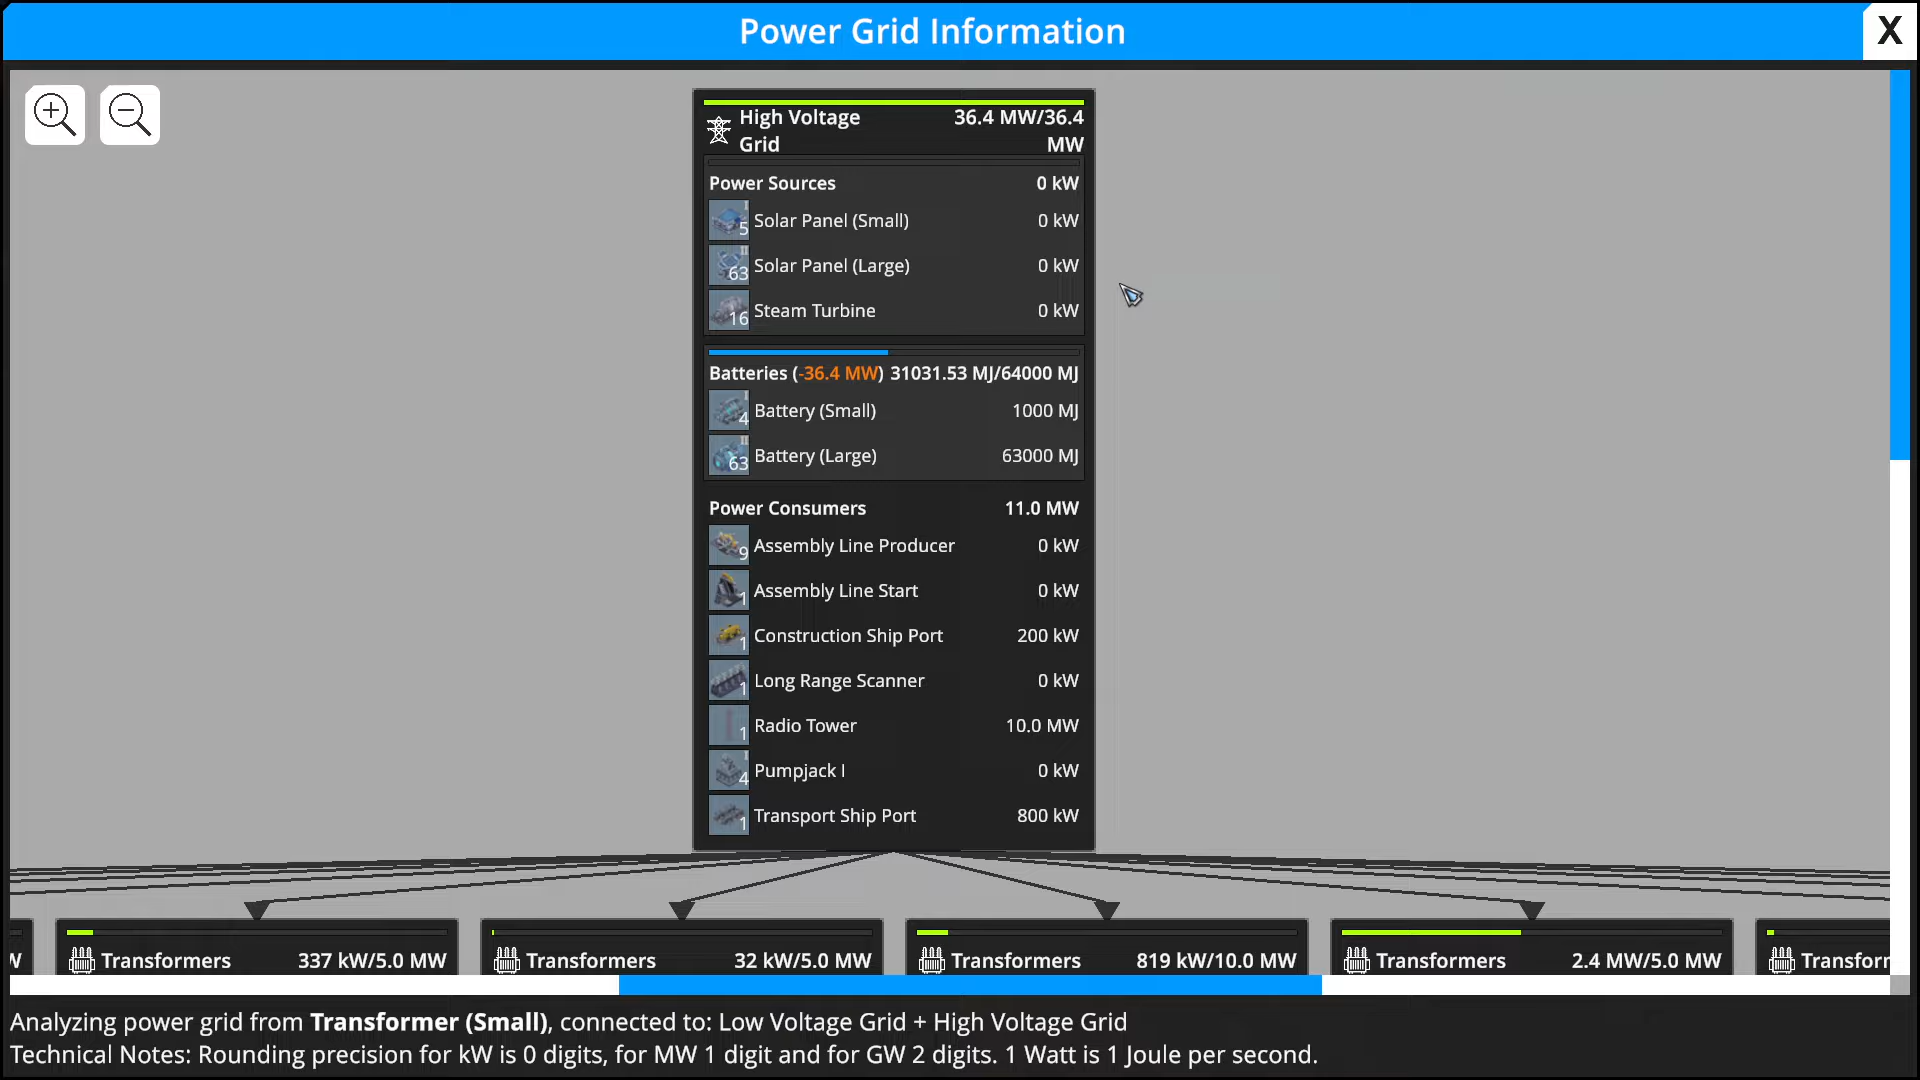 Power Grid Information
X
High Voltage Grid 36.4 MW/36.4 MW
Power Sources 0 kW
I 5 Solar Panel (Small) 0 kW
II 63 Solar Panel (Large) 0 kW
16 Steam Turbine 0 kW
Batteries (-36.4 MW) 31031.53 MJ/64000 MJ
I 4 Battery (Small) 1000 MJ
II 63 Battery (Large) 63000 MJ
Power Consumers 11.0 MW
9 Assembly Line Producer 0 kW
1 Assembly Line Start 0 kW
1 Construction Ship Port 200 kW
1 Long Range Scanner 0 kW
1 Radio Tower 10.0 MW
I 4 Pumpjack I 0 kW
1 Transport Ship Port 800 kW
W Transformers 337 kW/5.0 MW Transformers 32 kW/5.0 MW Transformers 819 kW/10.0 MW Transformers 2.4 MW/5.0 MW Transfor
Analyzing power grid from Transformer (Small), connected to: Low Voltage Grid + High Voltage Grid
Technical Notes: Rounding precision for kW is 0 digits, for MW 1 digit and for GW 2 digits. 1 Watt is 1 Joule per second.